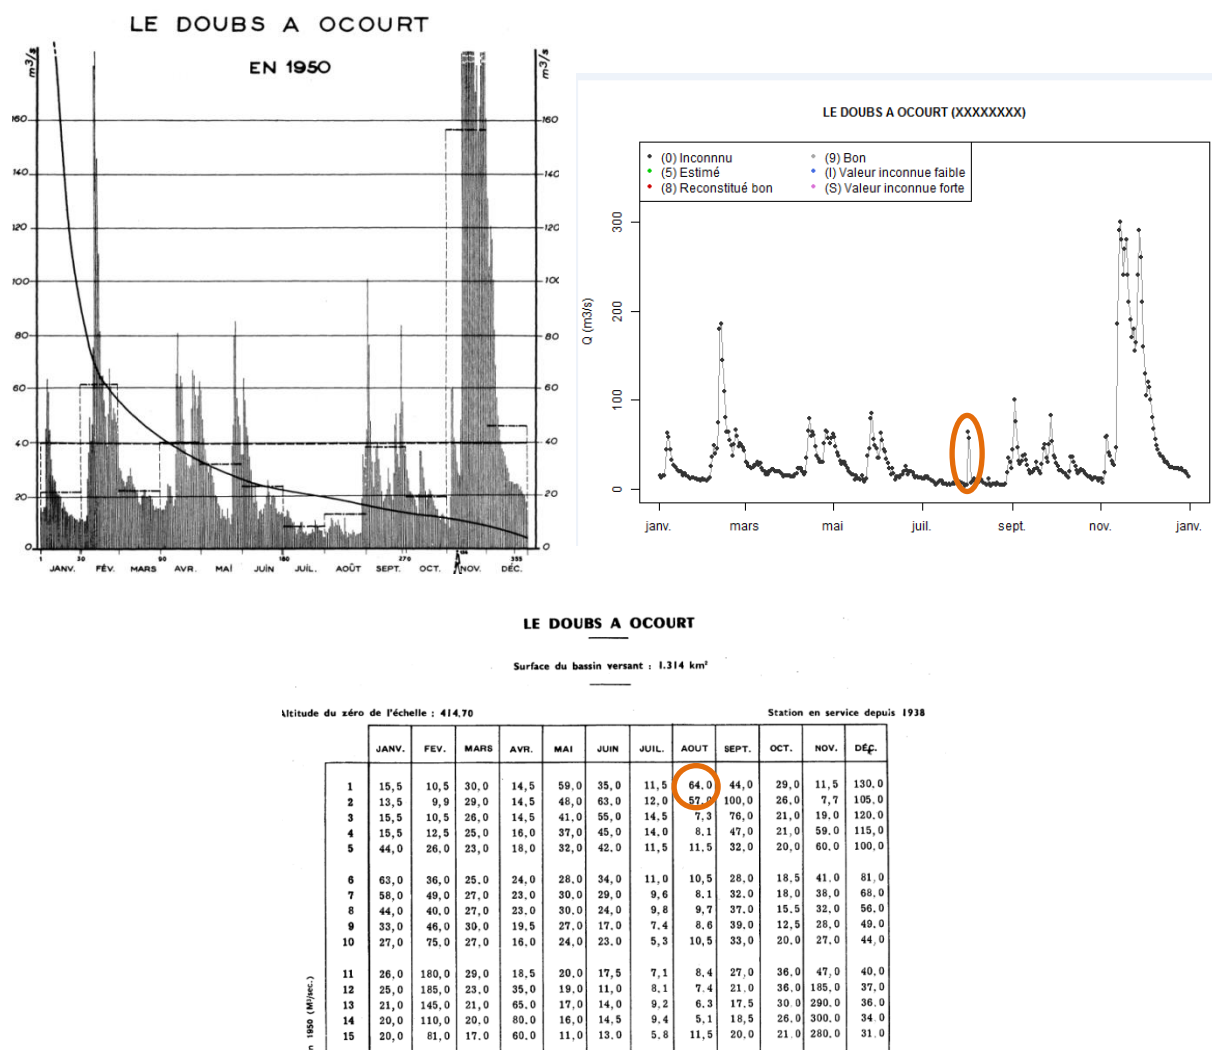 LE DOUBS A OCOURT
EN 1950
m3/s
m3/s
160 160
140 140
120 120
100 100
80 80
60 60
40 40
20 20
0 0
1 30 90 180 270 355
JANV. FÉV. MARS AVR. MAI JUIN JUIL. AOÛT SEPT. OCT. NOV. DÉC.
LE DOUBS A OCOURT (XXXXXXXX)
(0) Inconnnu (9) Bon
(5) Estimé (I) Valeur inconnue faible
(8) Reconstitué bon (S) Valeur inconnue forte
Q (m3/s)
300
200
100
0
janv. mars mai juil. sept. nov. janv.
LE DOUBS A OCOURT
Surface du bassin versant : 1.314 km²
Altitude du zéro de l'échelle : 414,70 Station en service depuis 1938
JANV. FEV. MARS AVR. MAI JUIN JUIL. AOUT SEPT. OCT. NOV. DÉC.
1 15,5 10,5 30,0 14,5 59,0 35,0 11,5 64,0 44,0 29,0 11,5 130,0
2 13,5 9,9 29,0 14,5 48,0 63,0 12,0 57,0 100,0 26,0 7,7 105,0
3 15,5 10,5 26,0 14,5 41,0 55,0 14,5 7,3 76,0 21,0 19,0 120,0
4 15,5 12,5 25,0 16,0 37,0 45,0 14,0 8,1 47,0 21,0 59,0 115,0
5 44,0 26,0 23,0 18,0 32,0 42,0 11,5 11,5 32,0 20,0 60,0 100,0
6 63,0 36,0 25,0 24,0 28,0 34,0 11,0 10,5 28,0 18,5 41,0 81,0
7 58,0 49,0 27,0 23,0 30,0 29,0 9,6 8,1 32,0 18,0 38,0 68,0
8 44,0 40,0 27,0 23,0 30,0 24,0 9,8 9,7 37,0 15,5 32,0 56,0
9 33,0 46,0 30,0 19,5 27,0 17,0 7,4 8,6 39,0 12,5 28,0 49,0
10 27,0 75,0 27,0 16,0 24,0 23,0 5,3 10,5 33,0 20,0 27,0 44,0
11 26,0 180,0 29,0 18,5 20,0 17,5 7,1 8,4 27,0 36,0 47,0 40,0
12 25,0 185,0 23,0 35,0 19,0 11,0 8,1 7,4 21,0 36,0 185,0 37,0
13 21,0 145,0 21,0 65,0 17,0 14,0 9,2 6,3 17,5 30,0 290,0 36,0
14 20,0 110,0 20,0 80,0 16,0 14,5 9,4 5,1 18,5 26,0 300,0 34,0
15 20,0 81,0 17,0 60,0 11,0 13,0 5,8 11,5 20,0 21,0 280,0 31,0
n 1950 (M³/sec.)